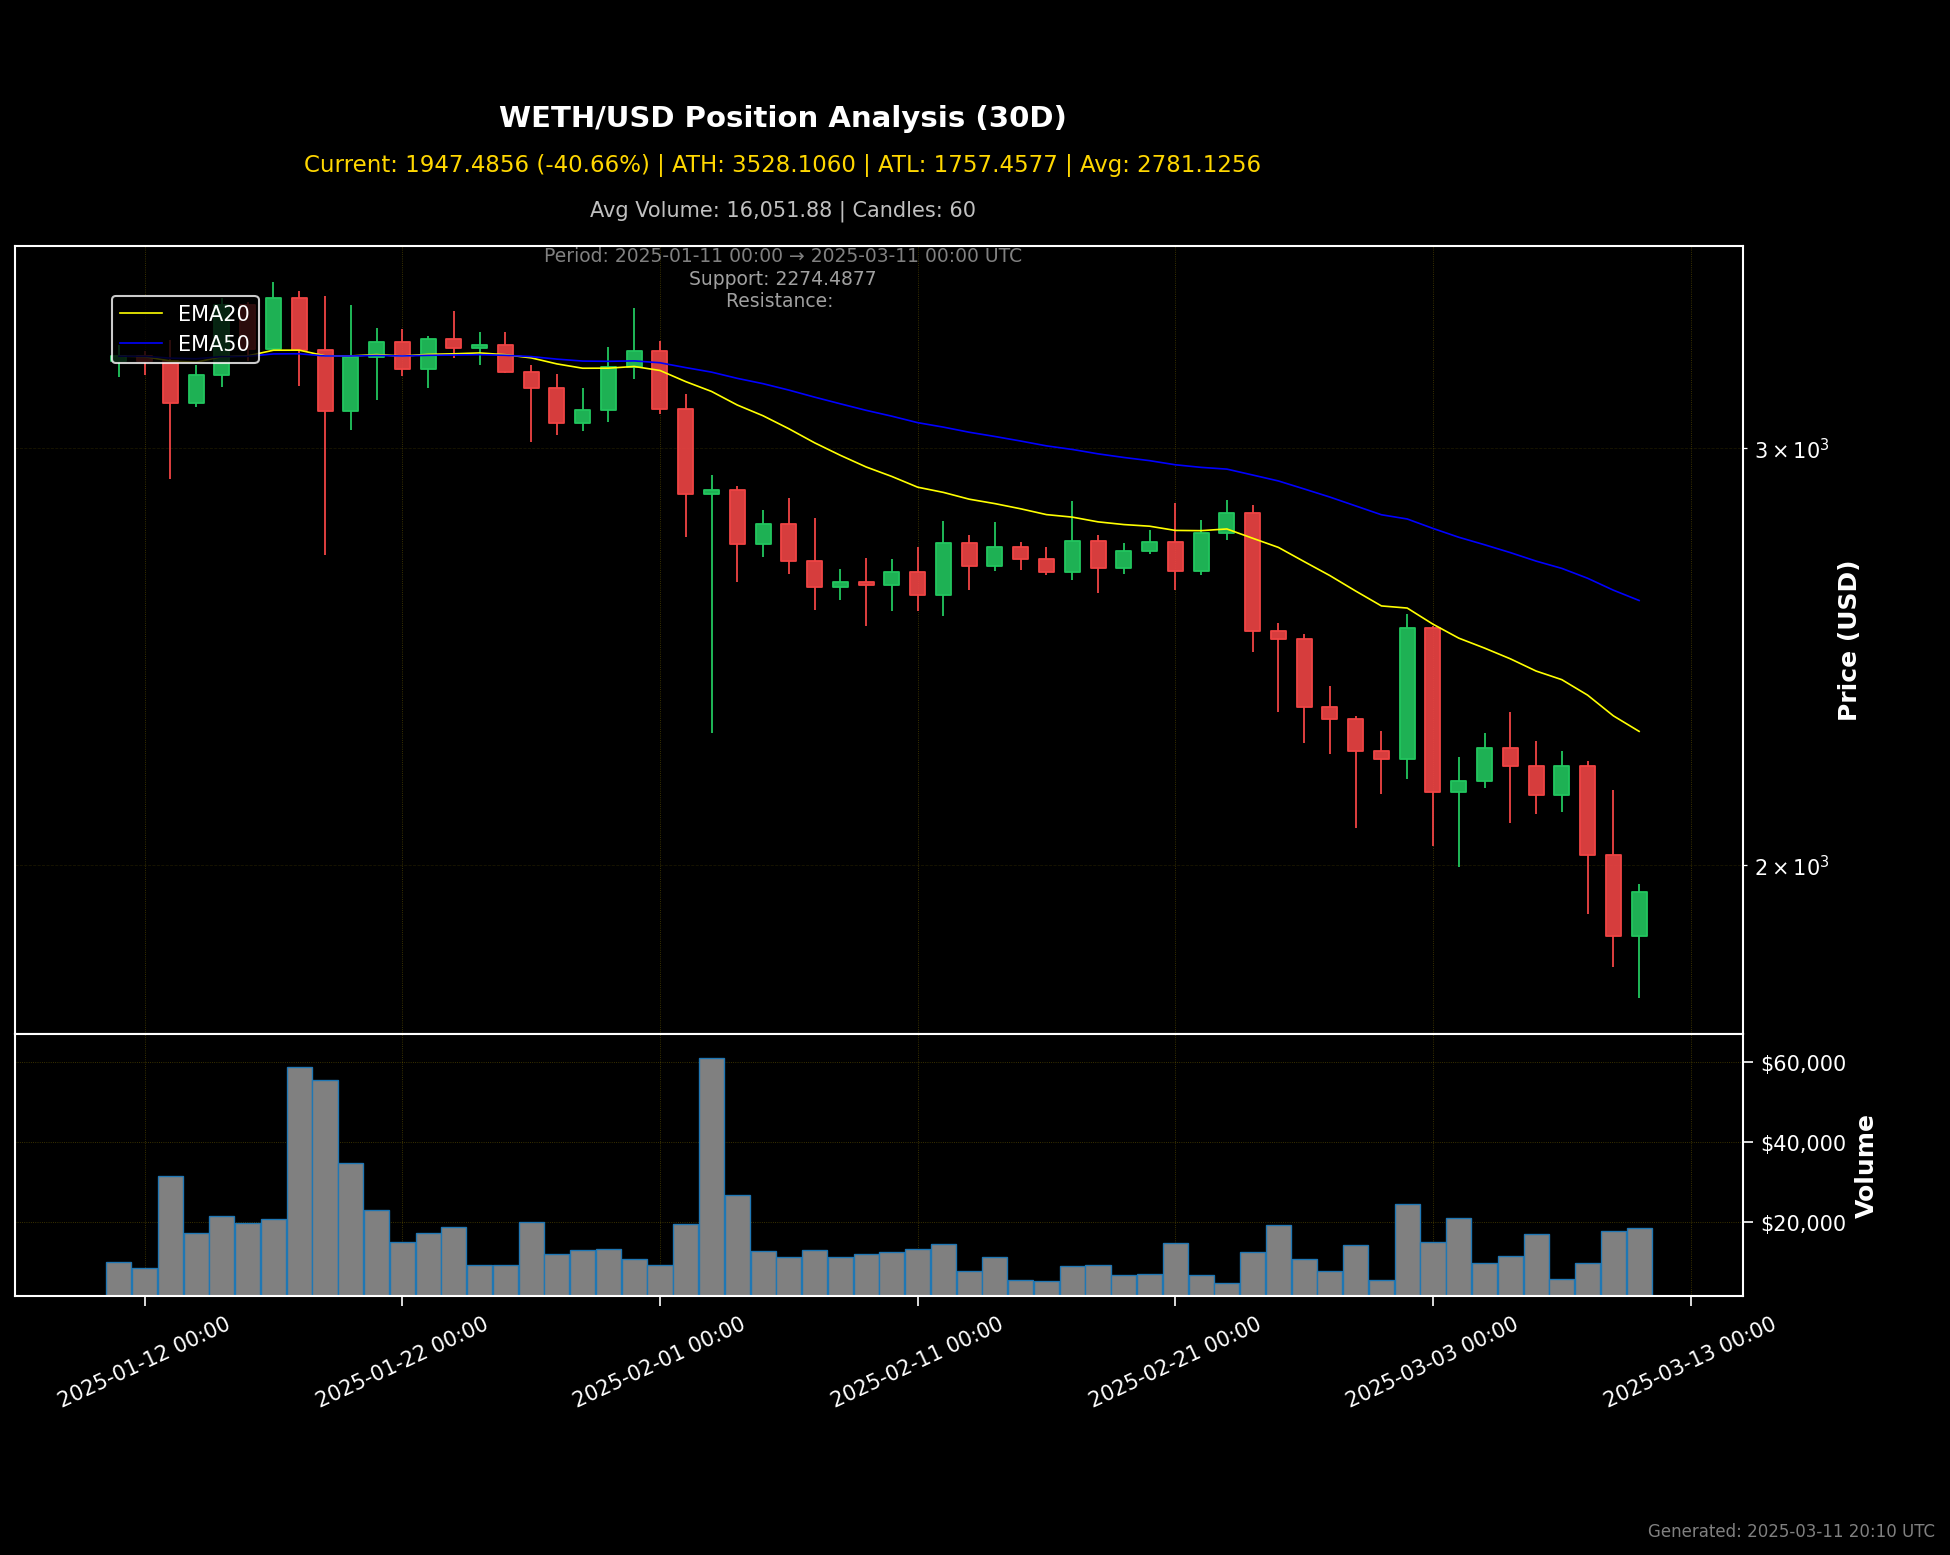 WETH/USD Position Analysis (30D)
Current: 1947.4856 (-40.66%) | ATH: 3528.1060 | ATL: 1757.4577 | Avg: 2781.1256
Avg Volume: 16,051.88 | Candles: 60
Period: 2025-01-11 00:00 → 2025-03-11 00:00 UTC
Support: 2274.4877
Resistance:
EMA20
EMA50
3 × 10³
2 × 10³
Price (USD)
$60,000
$40,000
$20,000
Volume
2025-01-12 00:00
2025-01-22 00:00
2025-02-01 00:00
2025-02-11 00:00
2025-02-21 00:00
2025-03-03 00:00
2025-03-13 00:00
Generated: 2025-03-11 20:10 UTC